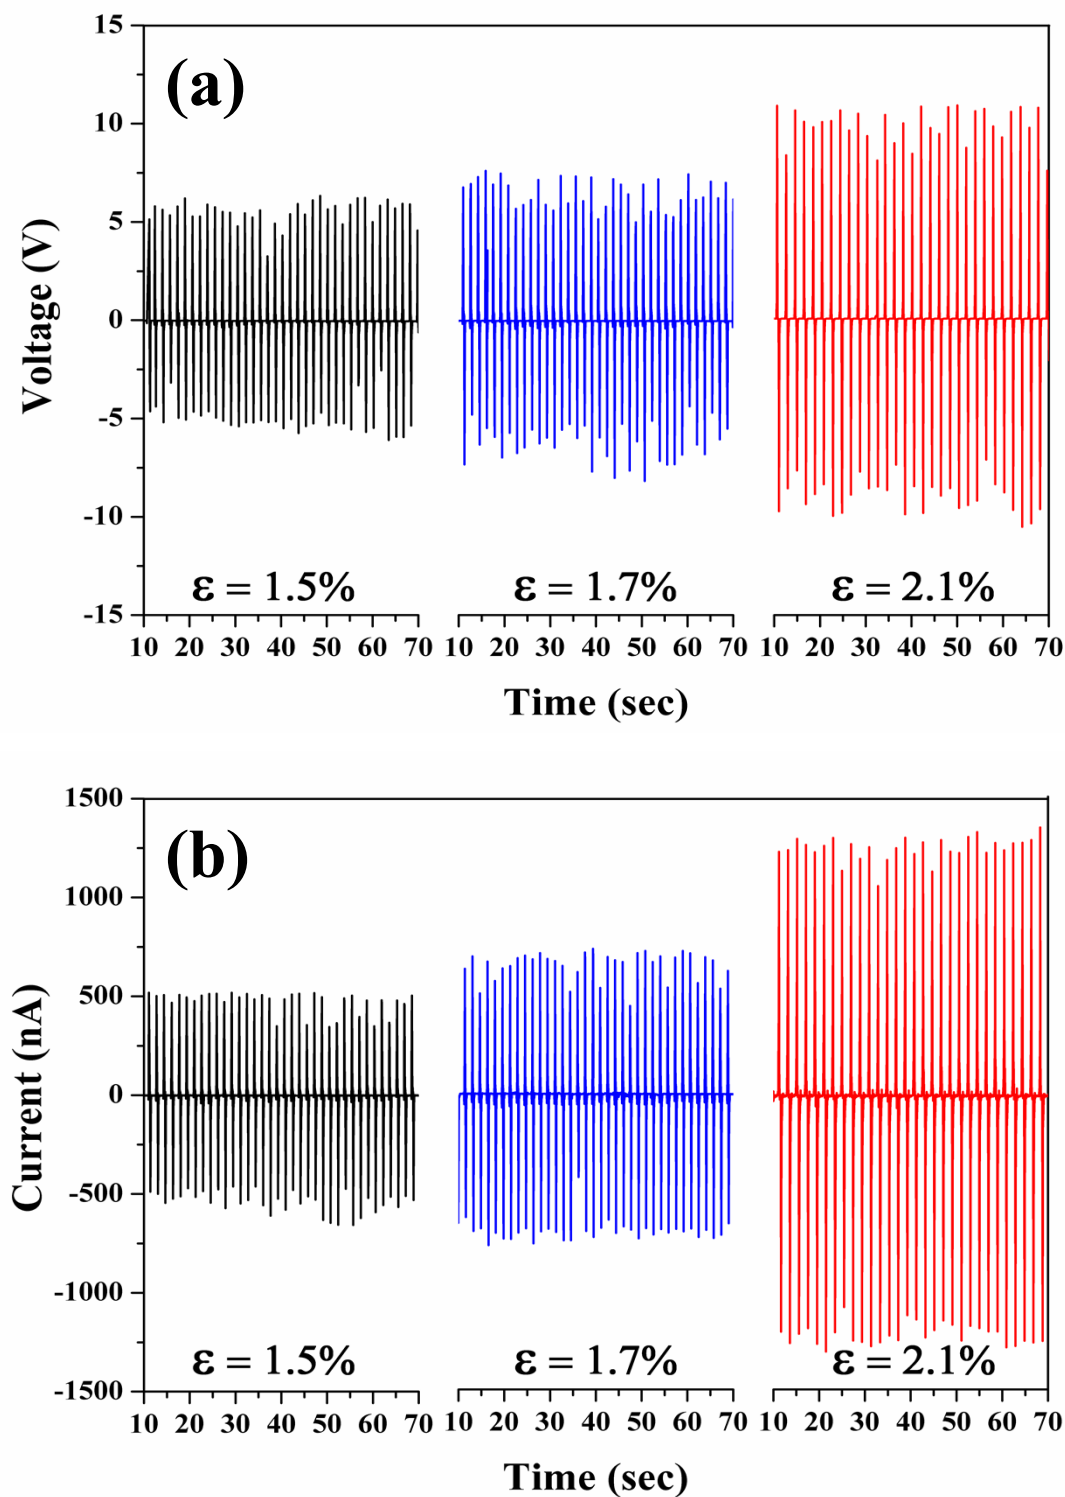 (a)
Voltage (V)
15
10
5
0
-5
-10
-15
ε = 1.5%
ε = 1.7%
ε = 2.1%
10 20 30 40 50 60 70 10 20 30 40 50 60 70 10 20 30 40 50 60 70
Time (sec)
(b)
Current (nA)
1500
1000
500
0
-500
-1000
-1500
ε = 1.5%
ε = 1.7%
ε = 2.1%
10 20 30 40 50 60 70 10 20 30 40 50 60 70 10 20 30 40 50 60 70
Time (sec)